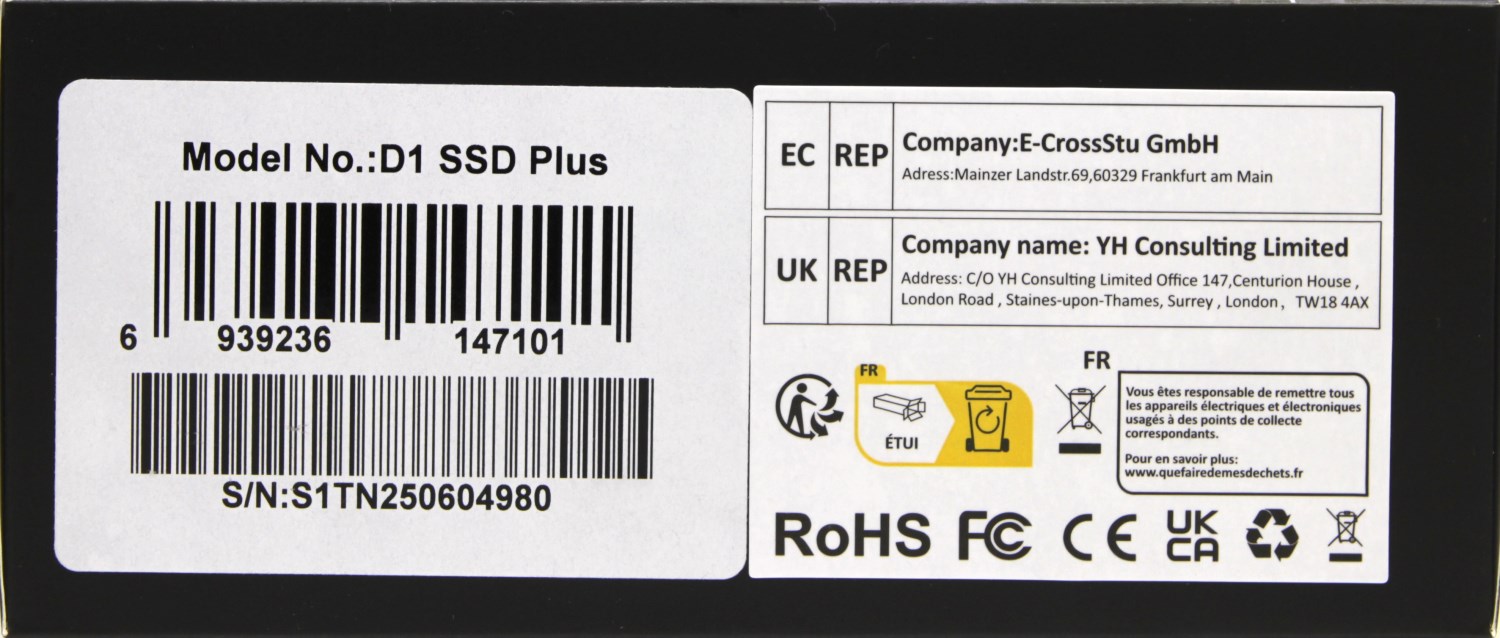 Model No.:D1 SSD Plus
6 939236 147101
S/N:S1TN250604980
EC REP
Company:E-CrossStu GmbH
Adress:Mainzer Landstr.69,60329 Frankfurt am Main
UK REP
Company name: YH Consulting Limited
Address: C/O YH Consulting Limited Office 147,Centurion House ,
London Road , Staines-upon-Thames, Surrey , London , TW18 4AX
FR
ÉTUI
FR
Vous êtes responsable de remettre tous
les appareils électriques et électroniques
usagés à des points de collecte
correspondants.
Pour en savoir plus:
www.quefairedemesdechets.fr
RoHS FC CE UK
CA